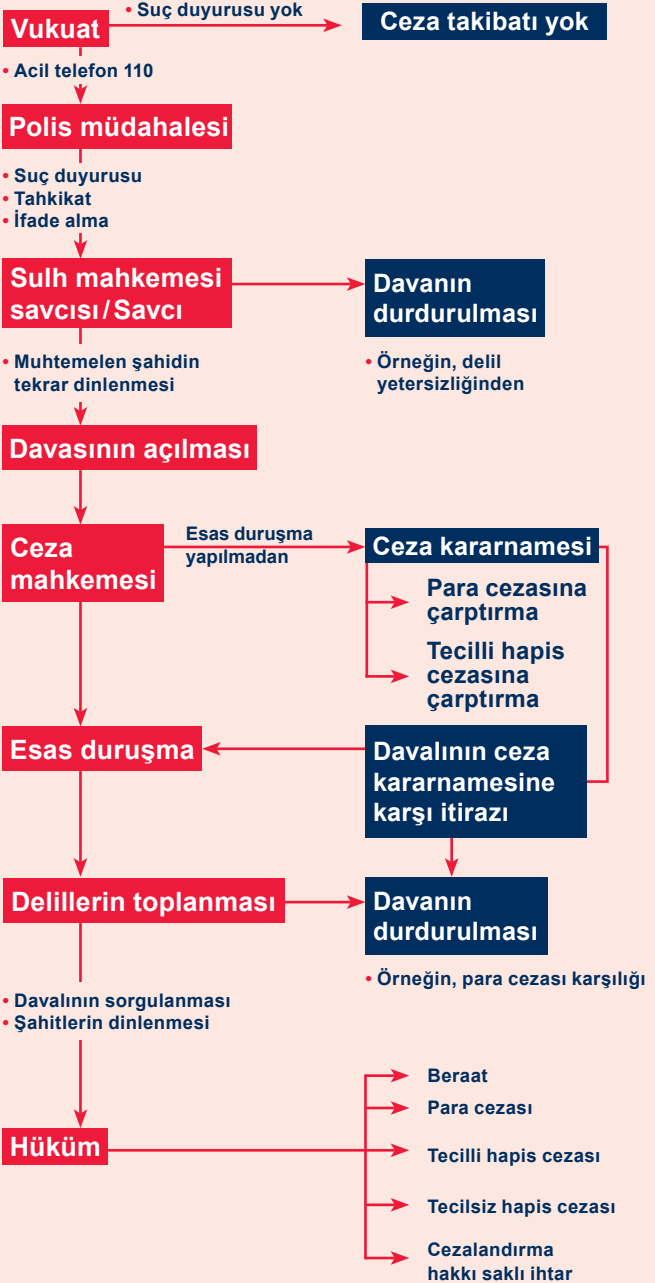 • Suç duyurusu yok
Vukuat
Ceza takibatı yok
• Acil telefon 110
Polis müdahalesi
• Suç duyurusu
• Tahkikat
• İfade alma
Sulh mahkemesi
savcısı/Savcı
Davanın
durdurulması
• Muhtemelen şahidin
tekrar dinlenmesi
• Örneğin, delil
yetersizliğinden
Davasının açılması
Ceza
mahkemesi
Esas duruşma
yapılmadan
Ceza kararnamesi
Para cezasına
çarptırma
Tecilli hapis
cezasına
çarptırma
Esas duruşma
Davalının ceza
kararnamesine
karşı itirazı
Delillerin toplanması
Davanın
durdurulması
• Örneğin, para cezası karşılığı
• Davalının sorgulanması
• Şahitlerin dinlenmesi
Hüküm
Beraat
Para cezası
Tecilli hapis cezası
Tecilsiz hapis cezası
Cezalandırma
hakkı saklı ihtar